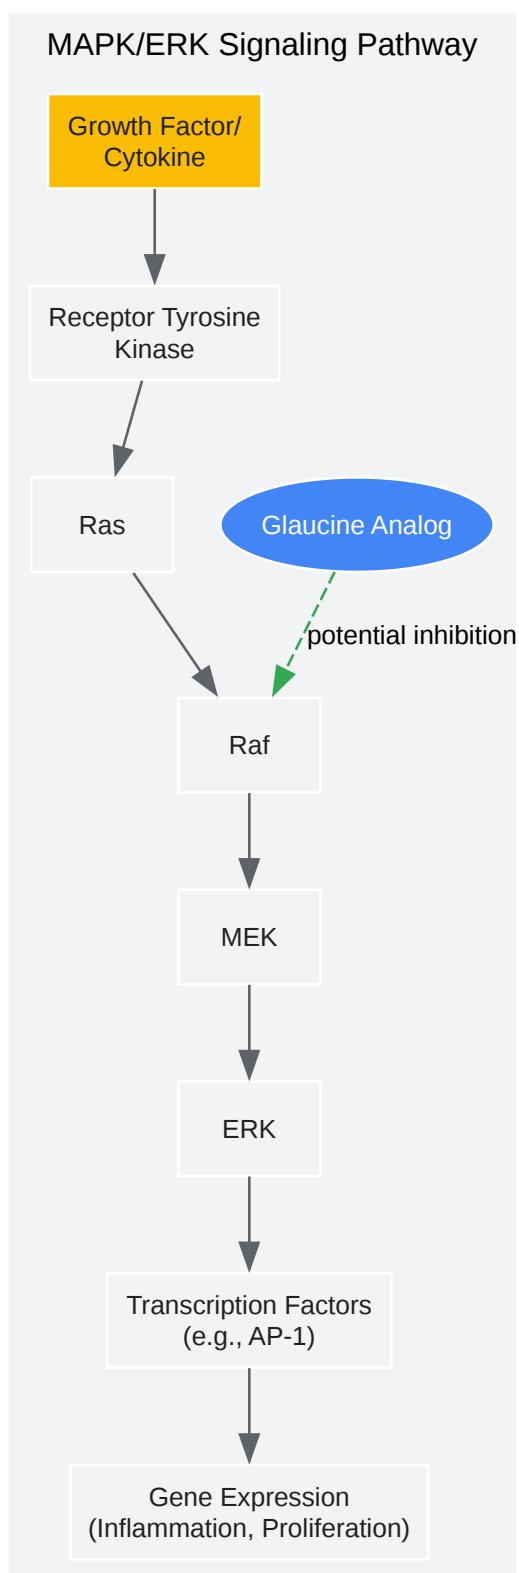 MAPK/ERK Signaling Pathway
Growth Factor/
Cytokine
Receptor Tyrosine
Kinase
Ras
Glaucine Analog
potential inhibition
Raf
MEK
ERK
Transcription Factors
(e.g., AP-1)
Gene Expression
(Inflammation, Proliferation)